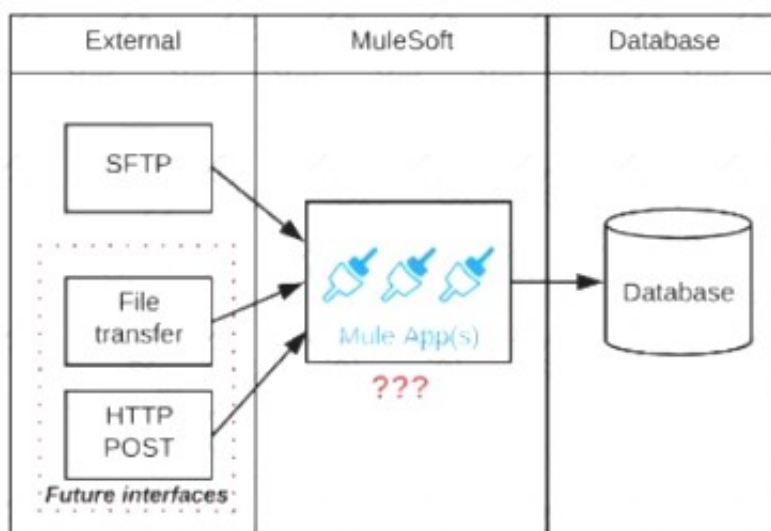 External
MuleSoft
Database
SFTP
File
transfer
HTTP
POST
Future interfaces
Mule App(s)
???
Database